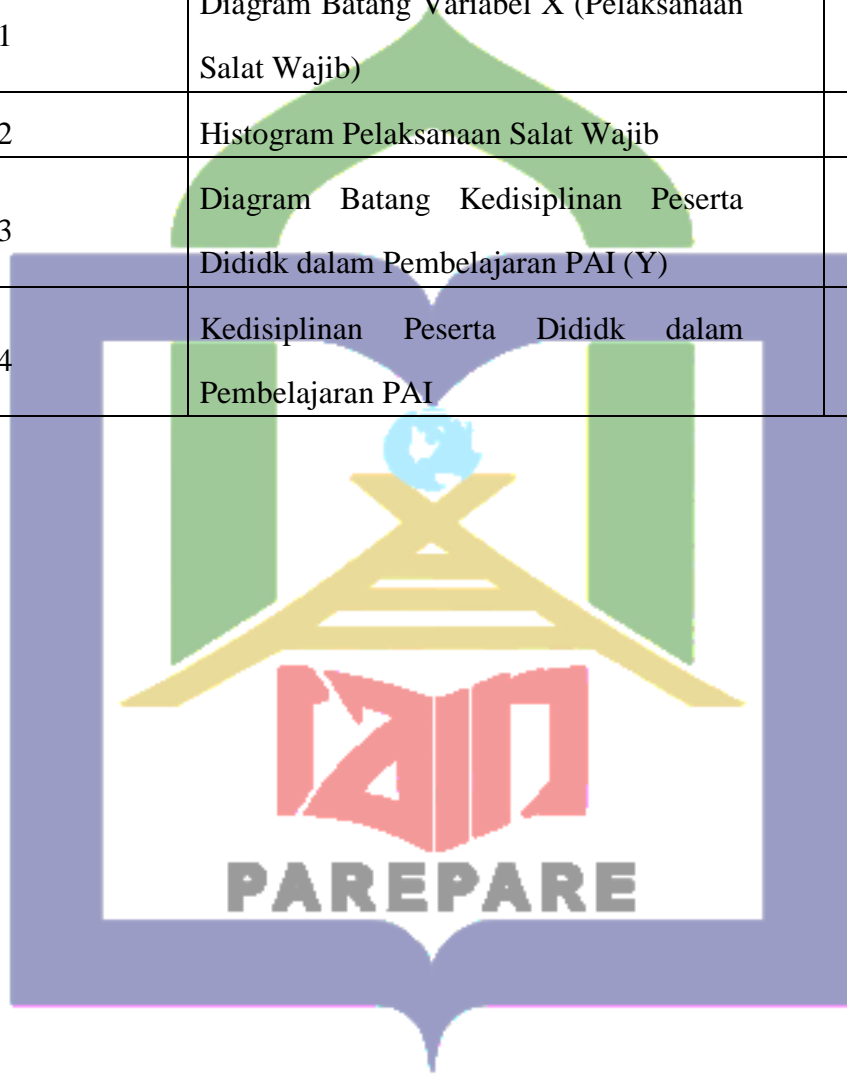 Diagram Batang Variabel X (Pelaksanaan
1
Salat Wajib)
2 Histogram Pelaksanaan Salat Wajib
Diagram Batang Kedisiplinan Peserta
3
Dididk dalam Pembelajaran PAI (Y)
Kedisiplinan Peserta Dididk dalam
4
Pembelajaran PAI
iain
PAREPARE